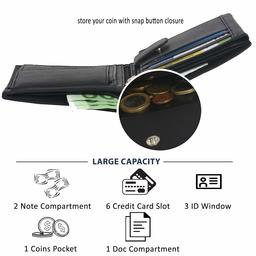 store your coin with snap button closure
LARGE CAPACITY
2 Note Compartment
6 Credit Card Slot
3 ID Window
1 Coins Pocket
1 Doc Compartment